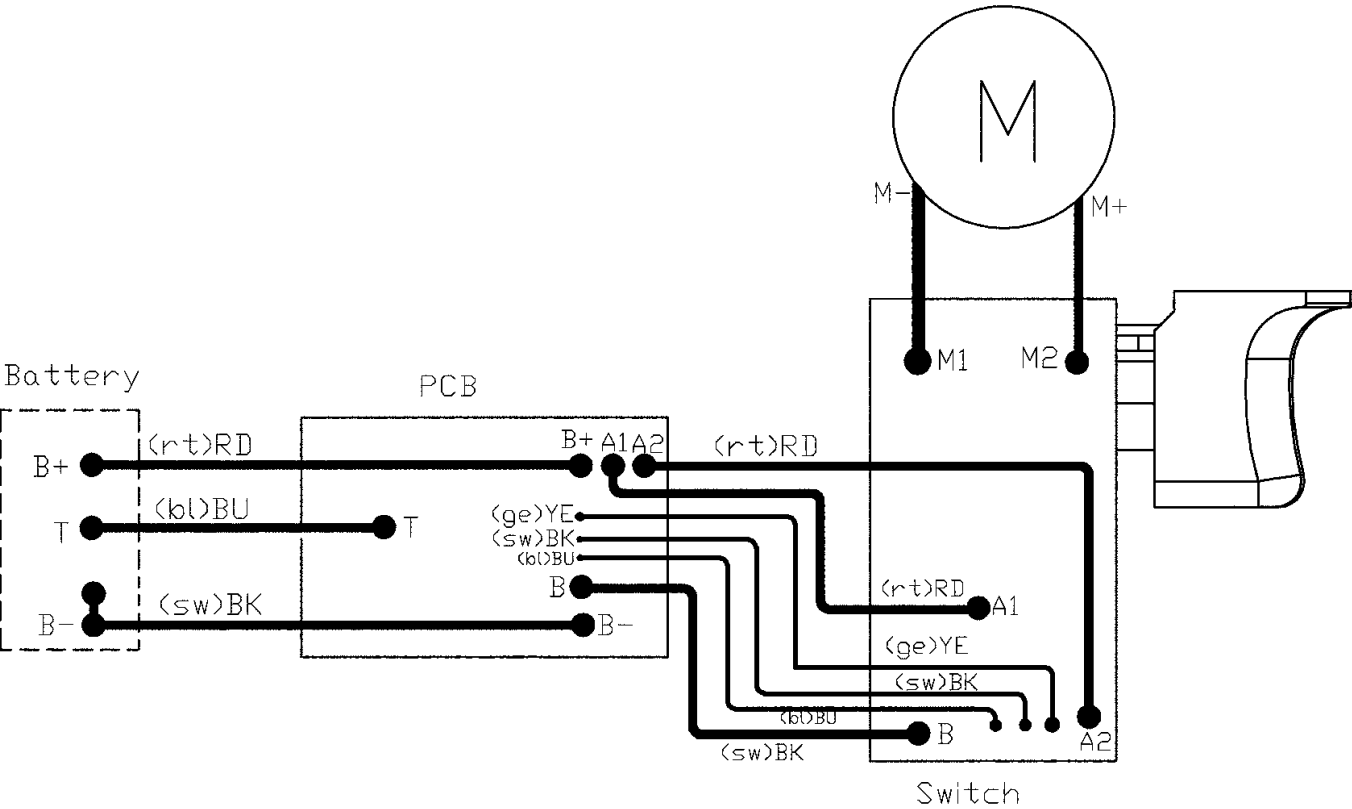 M
M-
M+
M1
M2
Battery
PCB
B+
(rt)RD
B+
A1
A2
(rt)RD
T
(bl)BU
T
(ge)YE
(sw)BK
(bl)BU
B
B-
(sw)BK
B-
(rt)RD
A1
(ge)YE
(sw)BK
(bl)BU
B
A2
(sw)BK
Switch